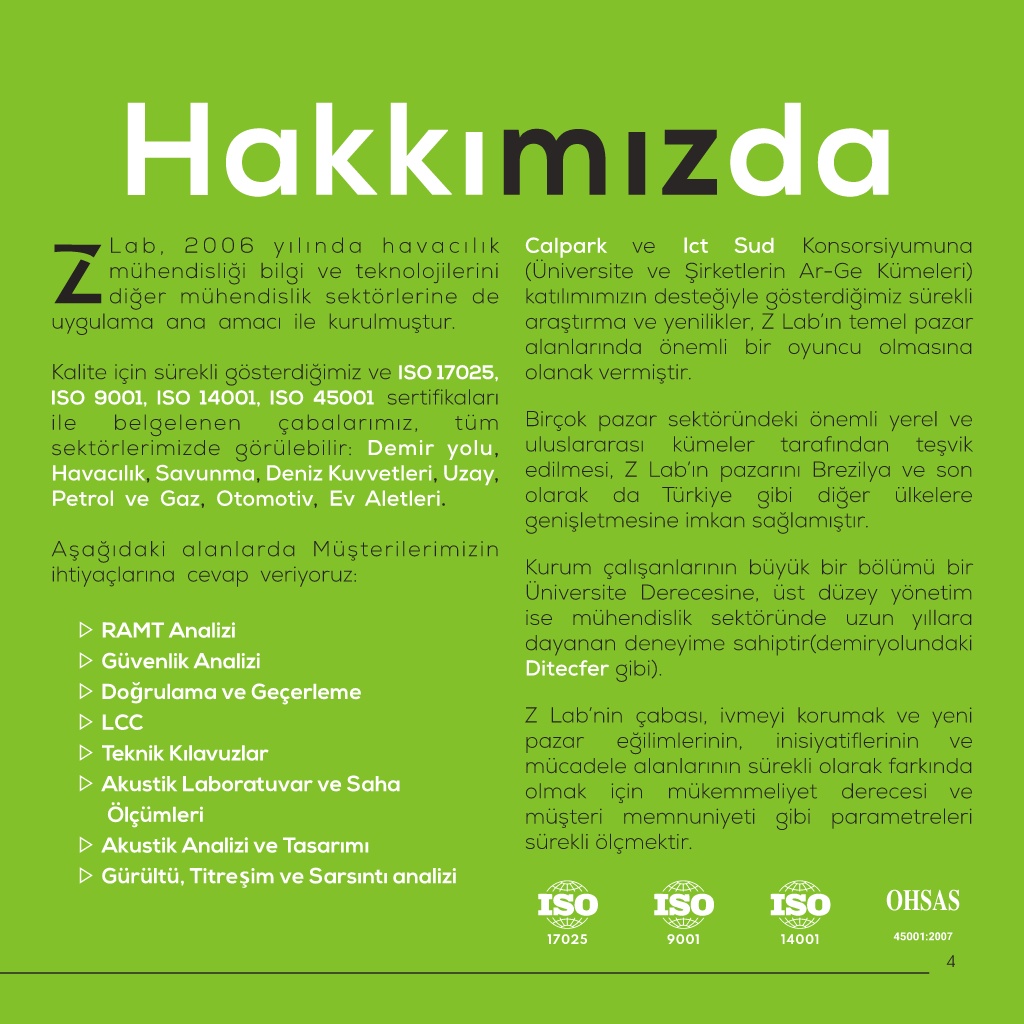 Hakkımızda
Z Lab, 2006 yılında havacılık
mühendisliği bilgi ve teknolojilerini
diğer mühendislik sektörlerine de
uygulama ana amacı ile kurulmuştur.
Kalite için sürekli gösterdiğimiz ve ISO 17025,
ISO 9001, ISO 14001, ISO 45001 sertifikaları
ile belgelenen çabalarımız, tüm
sektörlerimizde görülebilir: Demir yolu,
Havacılık, Savunma, Deniz Kuvvetleri, Uzay,
Petrol ve Gaz, Otomotiv, Ev Aletleri.
Aşağıdaki alanlarda Müşterilerimizin
ihtiyaçlarına cevap veriyoruz:
▷ RAMT Analizi
▷ Güvenlik Analizi
▷ Doğrulama ve Geçerleme
▷ LCC
▷ Teknik Kılavuzlar
▷ Akustik Laboratuvar ve Saha
Ölçümleri
▷ Akustik Analizi ve Tasarımı
▷ Gürültü, Titreşim ve Sarsıntı analizi
Calpark ve Ict Sud Konsorsiyumuna
(Üniversite ve Şirketlerin Ar-Ge Kümeleri)
katılımımızın desteğiyle gösterdiğimiz sürekli
araştırma ve yenilikler, Z Lab'ın temel pazar
alanlarında önemli bir oyuncu olmasına
olanak vermiştir.
Birçok pazar sektöründeki önemli yerel ve
uluslararası kümeler tarafından teşvik
edilmesi, Z Lab'ın pazarını Brezilya ve son
olarak da Türkiye gibi diğer ülkelere
genişletmesine imkan sağlamıştır.
Kurum çalışanlarının büyük bir bölümü bir
Üniversite Derecesine, üst düzey yönetim
ise mühendislik sektöründe uzun yıllara
dayanan deneyime sahiptir(demiryolundaki
Ditecfer gibi).
Z Lab'nin çabası, ivmeyi korumak ve yeni
pazar eğilimlerinin, inisiyatiflerinin ve
mücadele alanlarının sürekli olarak farkında
olmak için mükemmeliyet derecesi ve
müşteri memnuniyeti gibi parametreleri
sürekli ölçmektir.
ISO ISO ISO OHSAS
17025 9001 14001 45001:2007
4